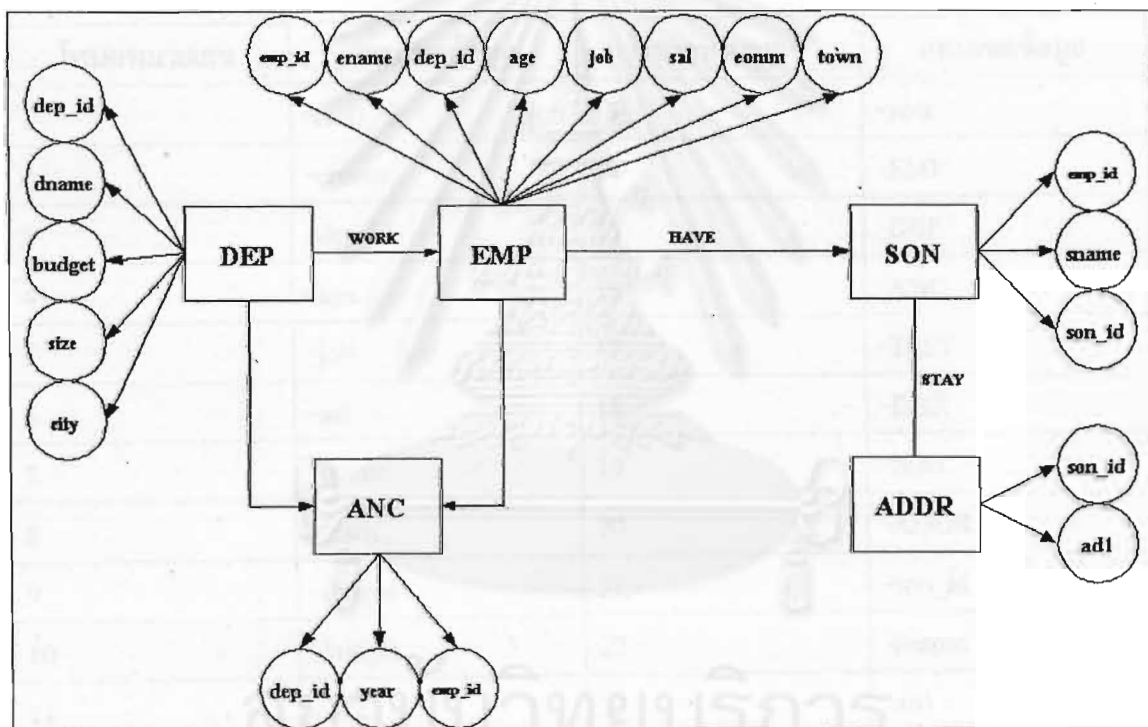 emp_id ename dep_id age job sal comm town
dep_id
dname
budget
size
city
DEP
WORK
EMP
HAVE
SON
emp_id
sname
son_id
STAY
ANC
ADDR
son_id
ad1
dep_id year emp_id